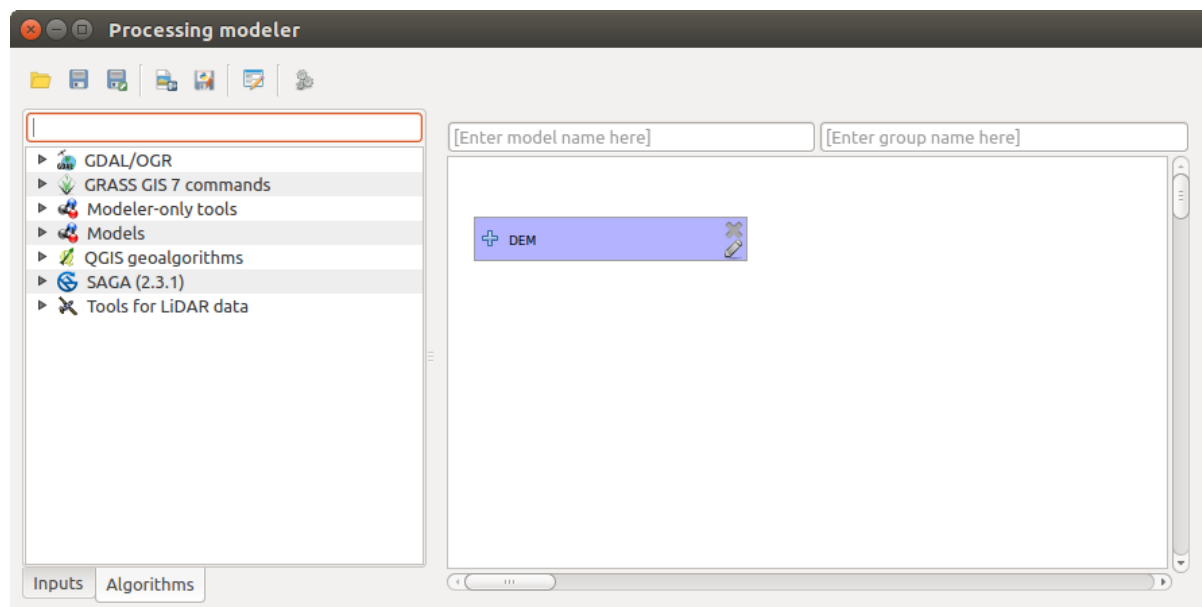 Processing modeler
[Enter model name here]
[Enter group name here]
GDAL/OGR
GRASS GIS 7 commands
Modeler-only tools
Models
QGIS geoalgorithms
SAGA (2.3.1)
Tools for LiDAR data
DEM
Inputs
Algorithms